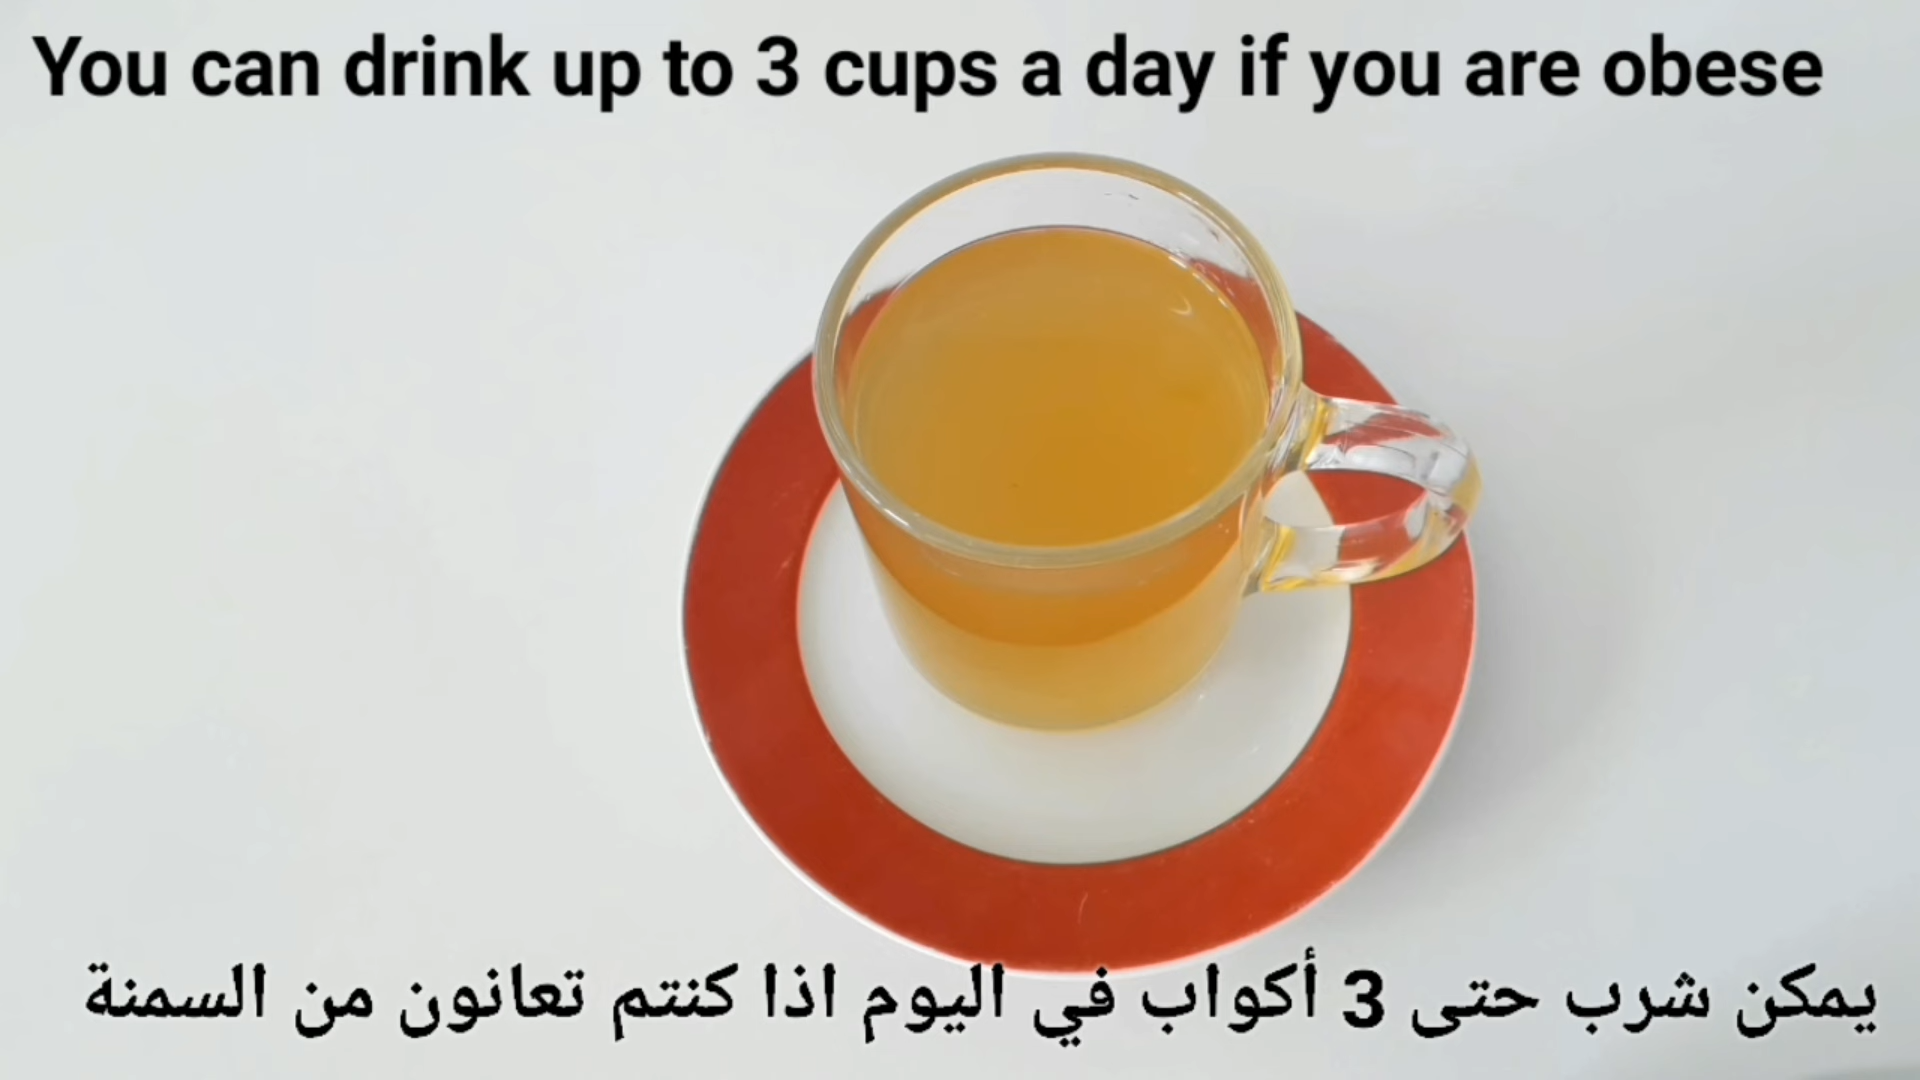 You can drink up to 3 cups a day if you are obese
يمكن شرب حتى 3 أكواب في اليوم اذا كنتم تعانون من السمنة